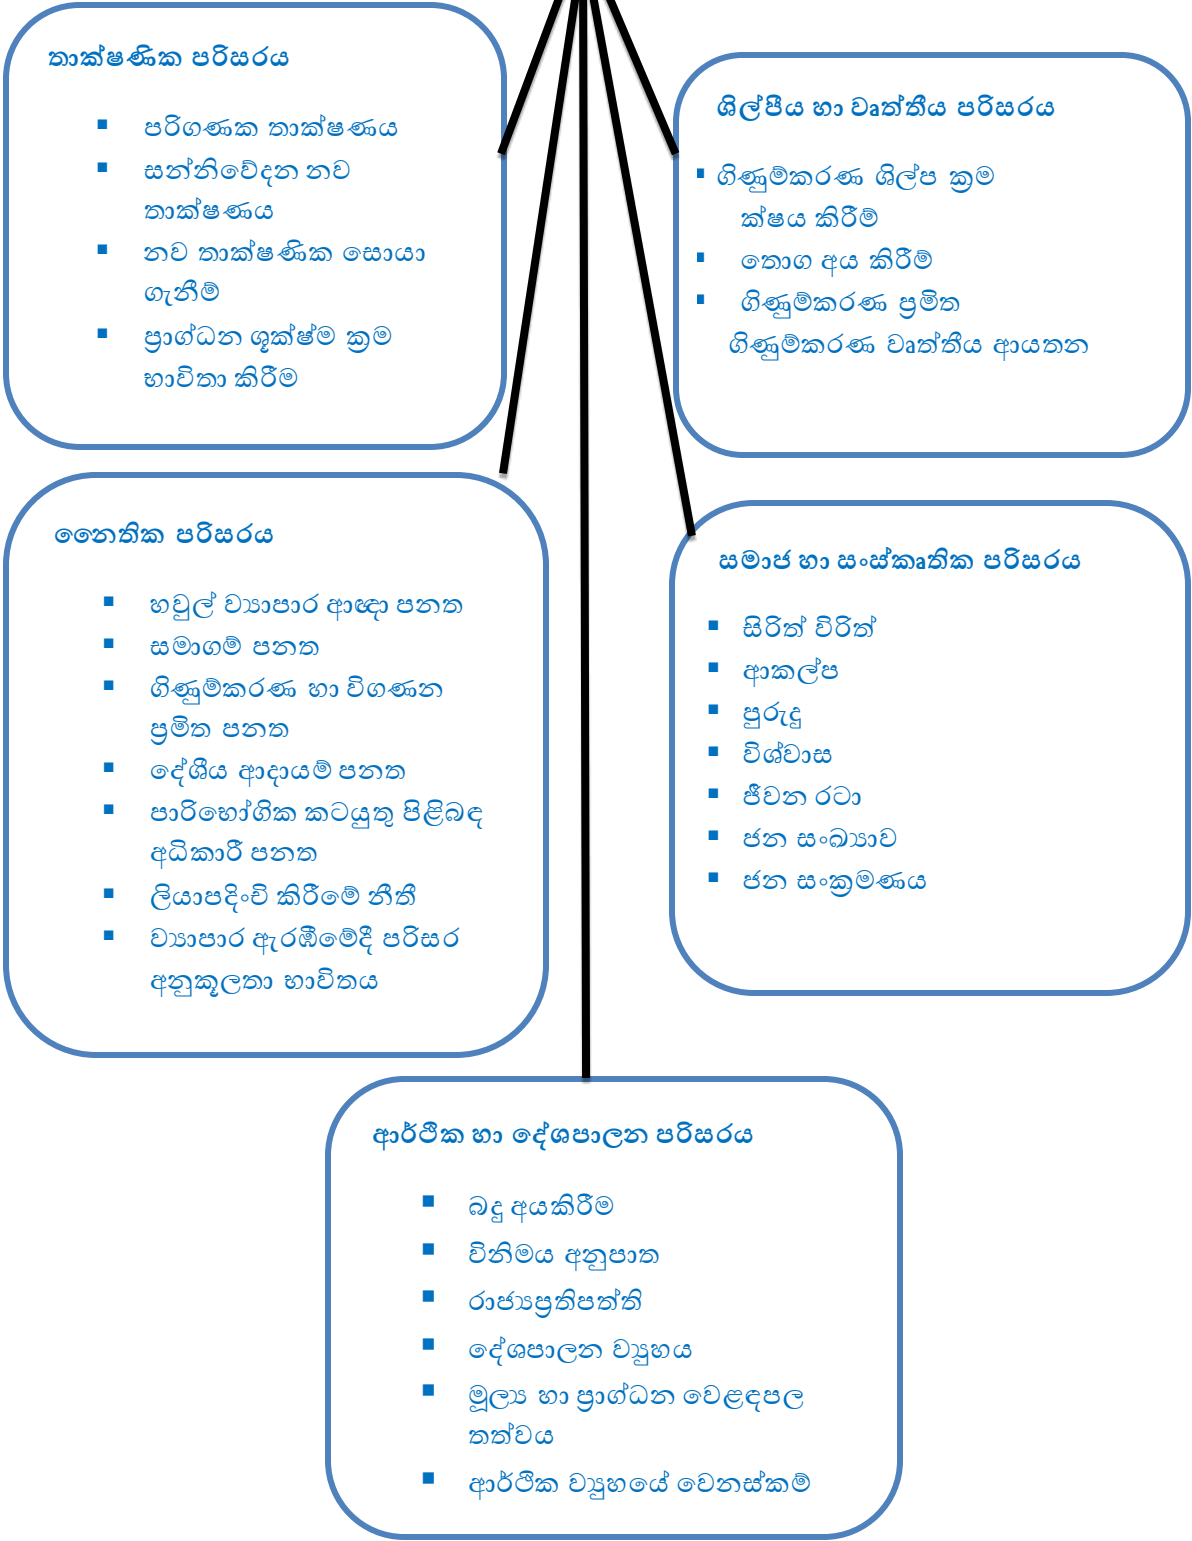 තාක්ෂණික පරිසරය
පරිගණක තාක්ෂණය
සන්නිවේදන නව
තාක්ෂණය
නව තාක්ෂණික සොයා
ගැනීම්
ප්‍රාග්ධන ශූක්ෂ්ම ක්‍රම
භාවිතා කිරීම
ශිල්පීය හා වෘත්තීය පරිසරය
ගිණුම්කරණ ශිල්ප ක්‍රම
ක්ෂය කිරීම්
තොග අය කිරීම්
ගිණුම්කරණ ප්‍රමිත
ගිණුම්කරණ වෘත්තීය ආයතන
නෛතික පරිසරය
හවුල් ව්‍යාපාර ආඥා පනත
සමාගම් පනත
ගිණුම්කරණ හා විගණන
ප්‍රමිත පනත
දේශීය ආදායම් පනත
පාරිභෝගික කටයුතු පිළිබඳ
අධිකාරී පනත
ලියාපදිංචි කිරීමේ නීතී
ව්‍යාපාර ඇරඹීමේදී පරිසර
අනුකූලතා භාවිතය
සමාජ හා සංස්කෘතික පරිසරය
සිරිත් විරිත්
ආකල්ප
පුරුදු
විශ්වාස
ජීවන රටා
ජන සංඛ්‍යාව
ජන සංක්‍රමණය
ආර්ථික හා දේශපාලන පරිසරය
බදු අයකිරීම
විනිමය අනුපාත
රාජ්‍යප්‍රතිපත්ති
දේශපාලන ව්‍යුහය
මූල්‍ය හා ප්‍රාග්ධන වෙළඳපල
තත්වය
ආර්ථික ව්‍යුහයේ වෙනස්කම්